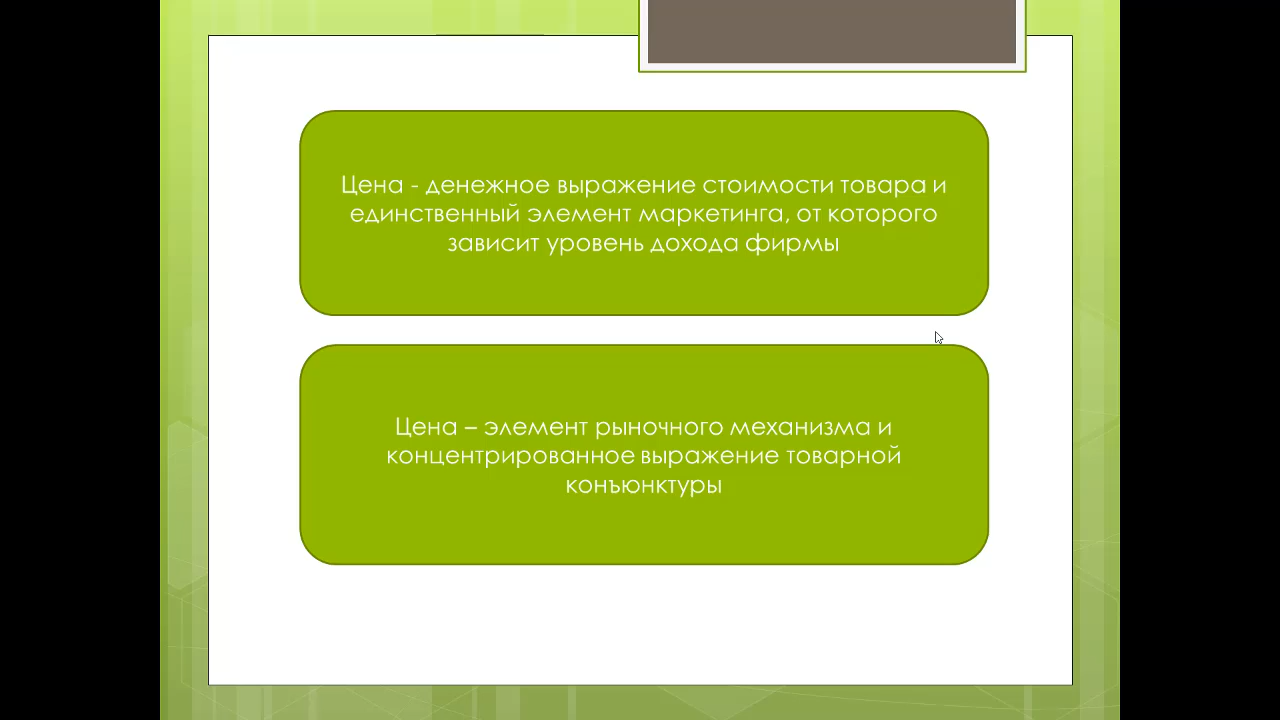 Цена - денежное выражение стоимости товара и
единственный элемент маркетинга, от которого
зависит уровень дохода фирмы
Цена – элемент рыночного механизма и
концентрированное выражение товарной
конъюнктуры